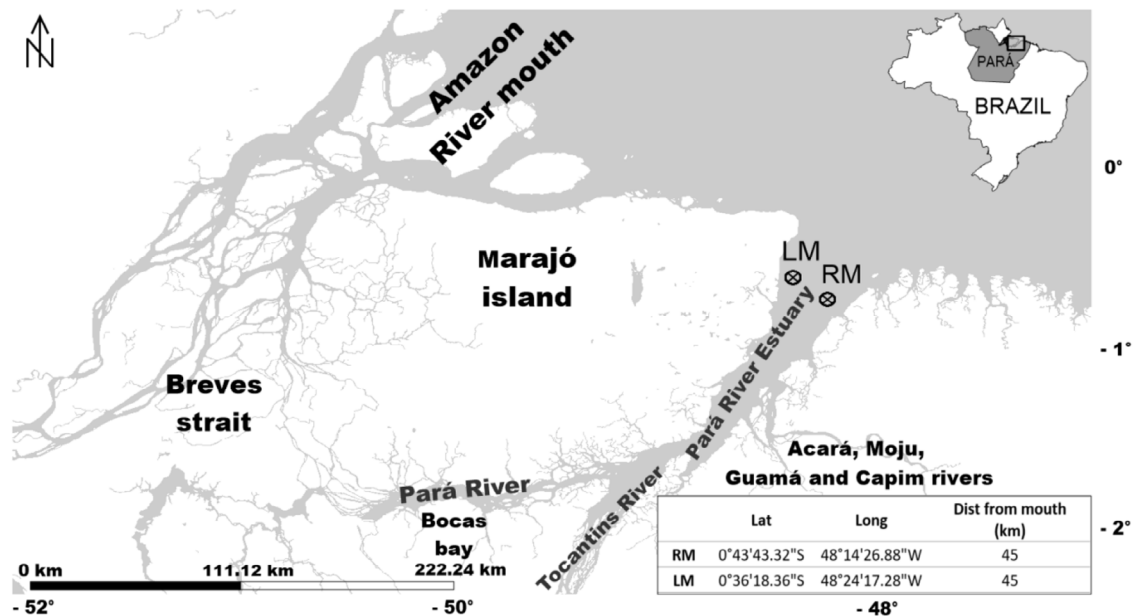 N
Amazon
River mouth
PARÁ
BRAZIL
0°
Marajó
island
LM
RM
Pará River Estuary
- 1°
Breves
strait
Acará, Moju,
Guamá and Capim rivers
Pará River
Bocas
bay
Tocantins River
Lat Long Dist from mouth
(km)
RM 0°43'43.32"S 48°14'26.88"W 45
LM 0°36'18.36"S 48°24'17.28"W 45
- 2°
0 km 111.12 km 222.24 km
- 52° - 50° - 48°